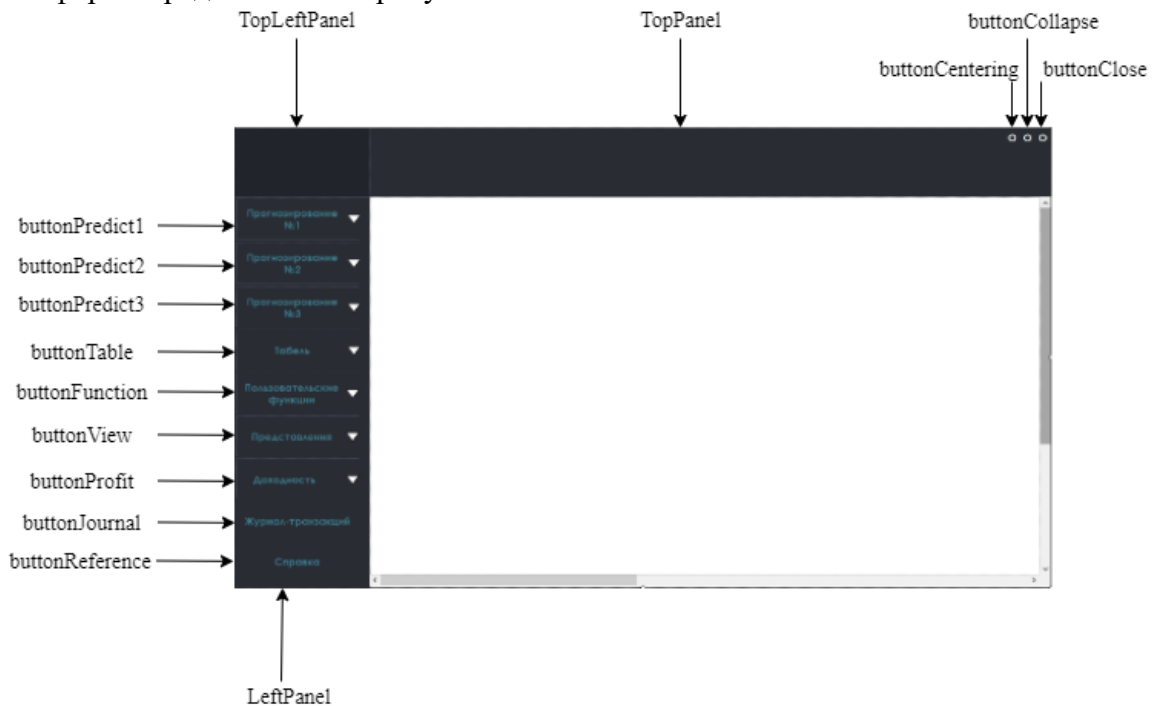 TopLeftPanel
TopPanel
buttonCollapse
buttonCentering
buttonClose
buttonPredict1
Прогнозирование
№1
buttonPredict2
Прогнозирование
№2
buttonPredict3
Прогнозирование
№3
buttonTable
Табель
buttonFunction
Пользовательские
функции
buttonView
Представления
buttonProfit
Доходность
buttonJournal
Журнал-транзакций
buttonReference
Справка
LeftPanel